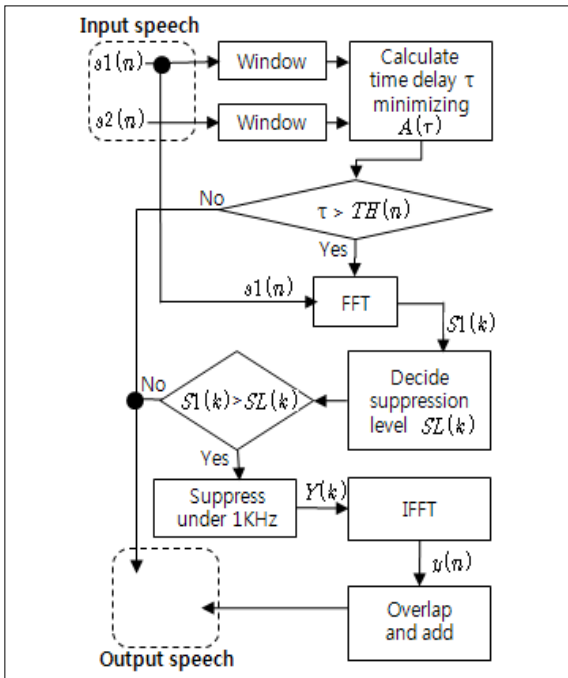 Input speech
s1(n)
s2(n)
Window
Window
Calculate
time delay τ
minimizing
A(τ)
No
τ > TH(n)
Yes
s1(n)
FFT
S1(k)
Decide
suppression
level SL(k)
No
S1(k)>SL(k)
Yes
Suppress
under 1KHz
Y(k)
IFFT
y(n)
Overlap
and add
Output speech